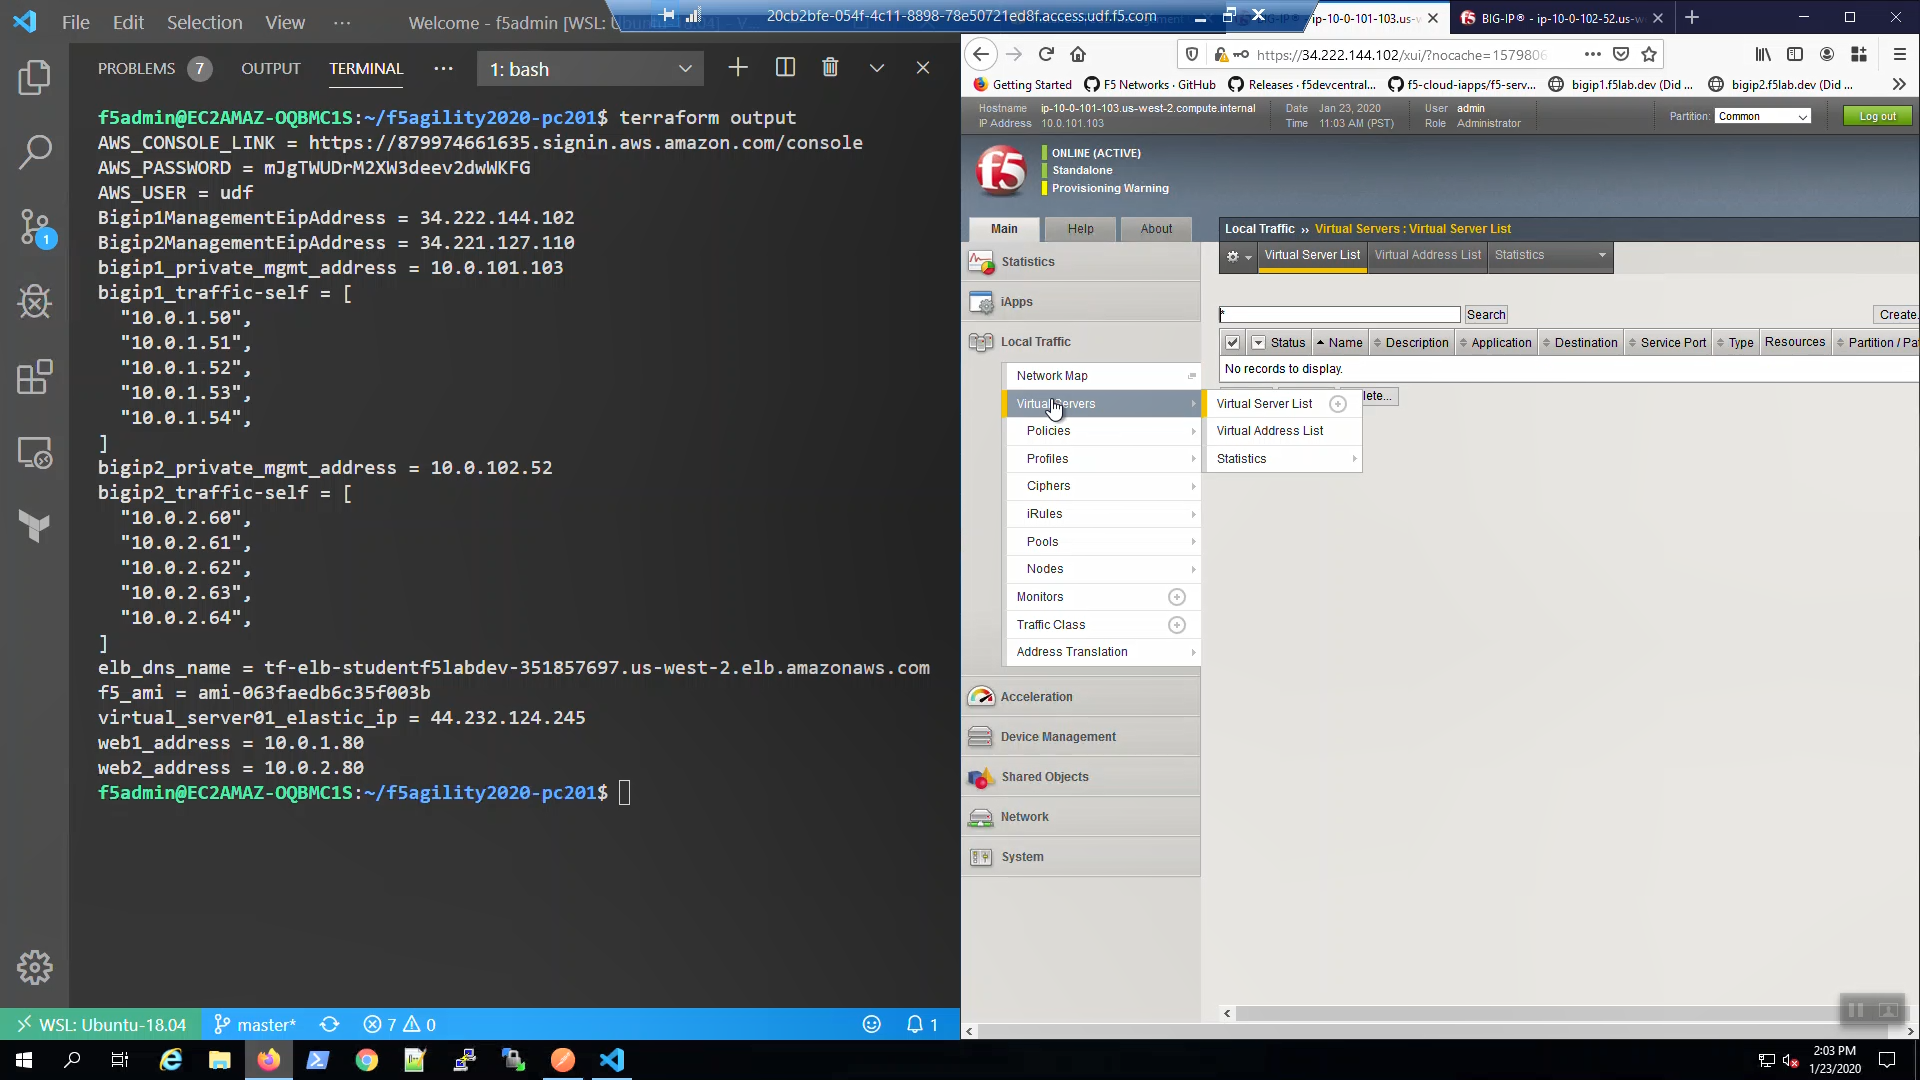 File Edit Selection View ···
Welcome - f5admin [WSL: Ubuntu-18.04] - V
20cb2bfe-054f-4c11-8898-78e50721ed8f.access.udf.f5.com
ip-10-0-101-103.us-w
BIG-IP® - ip-10-0-102-52.us-w
PROBLEMS 7 OUTPUT TERMINAL ··· 1: bash
f5admin@EC2AMAZ-OQBMC1S:~/f5agility2020-pc201$ terraform output
AWS_CONSOLE_LINK = https://879974661635.signin.aws.amazon.com/console
AWS_PASSWORD = mJgTWUDrM2XW3deev2dwWKFG
AWS_USER = udf
Bigip1ManagementEipAddress = 34.222.144.102
Bigip2ManagementEipAddress = 34.221.127.110
bigip1_private_mgmt_address = 10.0.101.103
bigip1_traffic-self = [
"10.0.1.50",
"10.0.1.51",
"10.0.1.52",
"10.0.1.53",
"10.0.1.54",
]
bigip2_private_mgmt_address = 10.0.102.52
bigip2_traffic-self = [
"10.0.2.60",
"10.0.2.61",
"10.0.2.62",
"10.0.2.63",
"10.0.2.64",
]
elb_dns_name = tf-elb-studentf5labdev-351857697.us-west-2.elb.amazonaws.com
f5_ami = ami-063faedb6c35f003b
virtual_server01_elastic_ip = 44.232.124.245
web1_address = 10.0.1.80
web2_address = 10.0.2.80
f5admin@EC2AMAZ-OQBMC1S:~/f5agility2020-pc201$
WSL: Ubuntu-18.04 master* 7 0 1
https://34.222.144.102/xui/?nocache=1579806
Getting Started F5 Networks · GitHub Releases · f5devcentral... f5-cloud-iapps/f5-serv... bigip1.f5lab.dev (Did ... bigip2.f5lab.dev (Did ...
Hostname ip-10-0-101-103.us-west-2.compute.internal Date Jan 23, 2020 User admin
IP Address 10.0.101.103 Time 11:03 AM (PST) Role Administrator
Partition: Common Log out
f5
ONLINE (ACTIVE)
Standalone
Provisioning Warning
Main Help About
Local Traffic ›› Virtual Servers : Virtual Server List
Virtual Server List Virtual Address List Statistics
Statistics
iApps
Local Traffic
Network Map
Virtual Servers
Policies
Profiles
Ciphers
iRules
Pools
Nodes
Monitors
Traffic Class
Address Translation
Acceleration
Device Management
Shared Objects
Network
System
* Search Create.
Status Name Description Application Destination Service Port Type Resources Partition / Pat
No records to display.
lete...
Virtual Server List
Virtual Address List
Statistics
2:03 PM
1/23/2020